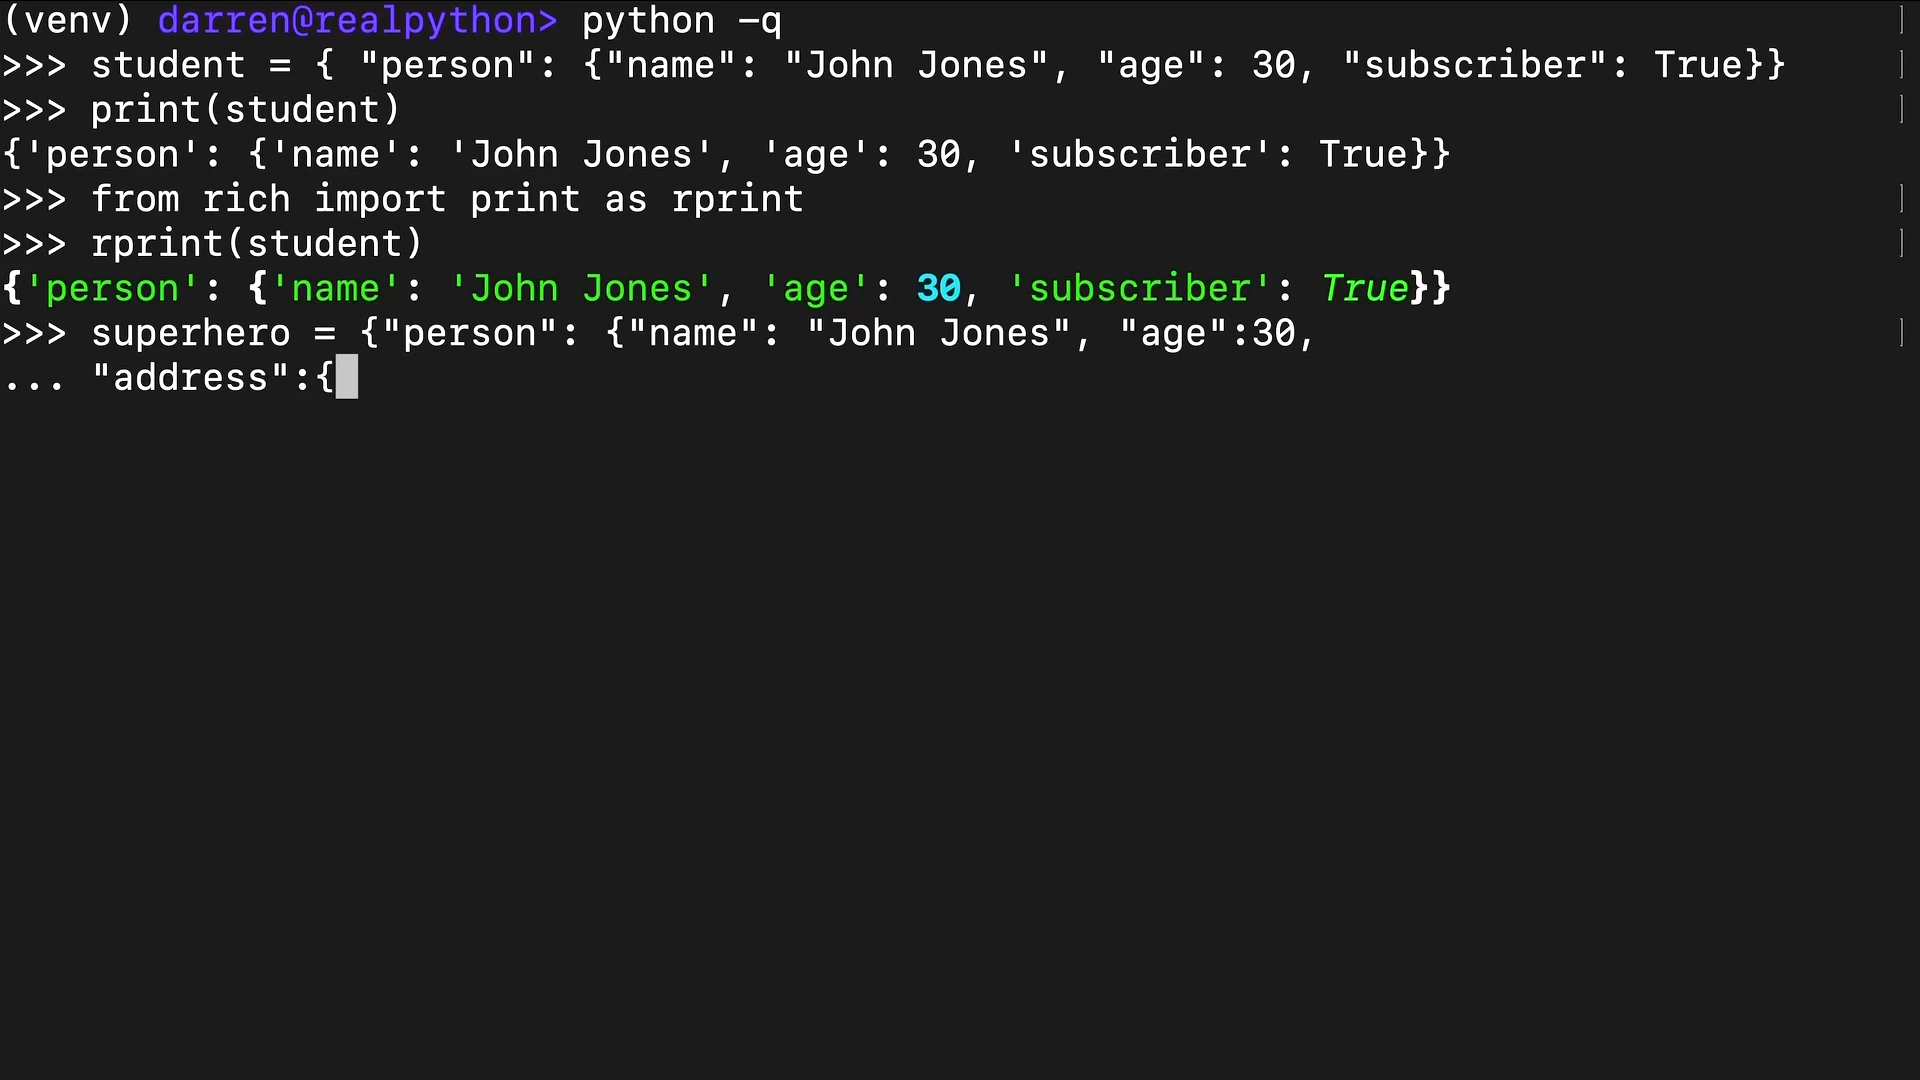 (venv) darren@realpython> python -q
>>> student = { "person": {"name": "John Jones", "age": 30, "subscriber": True}}
>>> print(student)
{'person': {'name': 'John Jones', 'age': 30, 'subscriber': True}}
>>> from rich import print as rprint
>>> rprint(student)
{'person': {'name': 'John Jones', 'age': 30, 'subscriber': True}}
>>> superhero = {"person": {"name": "John Jones", "age":30,
... "address":{